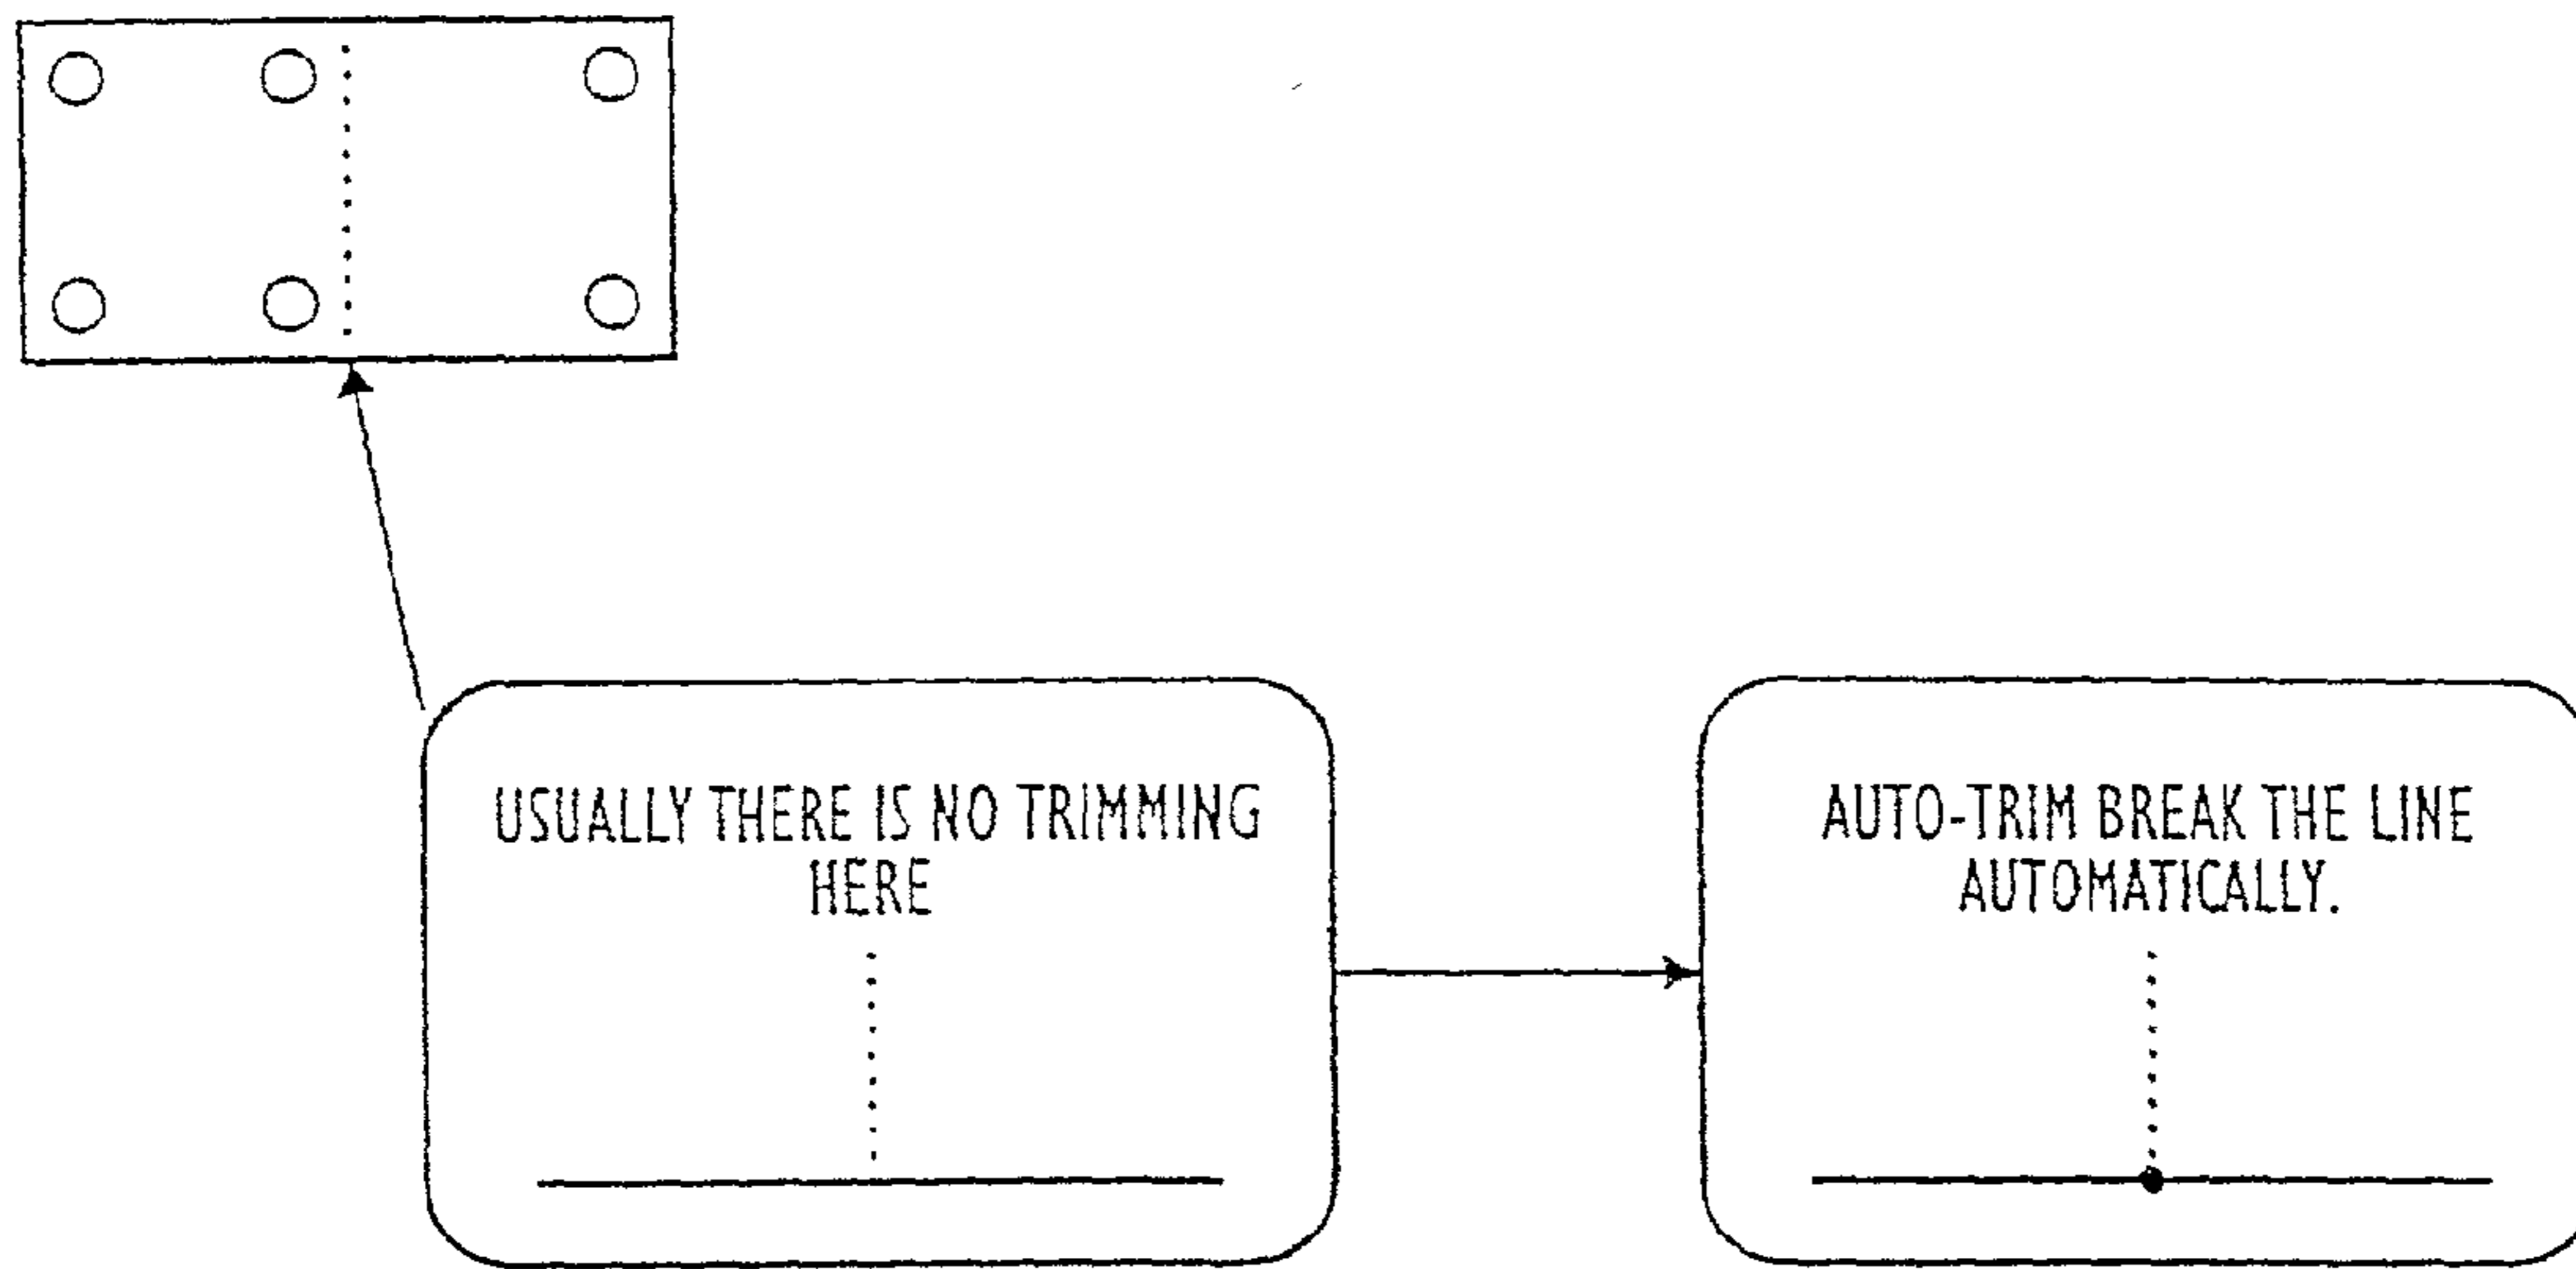 USUALLY THERE IS NO TRIMMING
HERE
AUTO-TRIM BREAK THE LINE
AUTOMATICALLY.